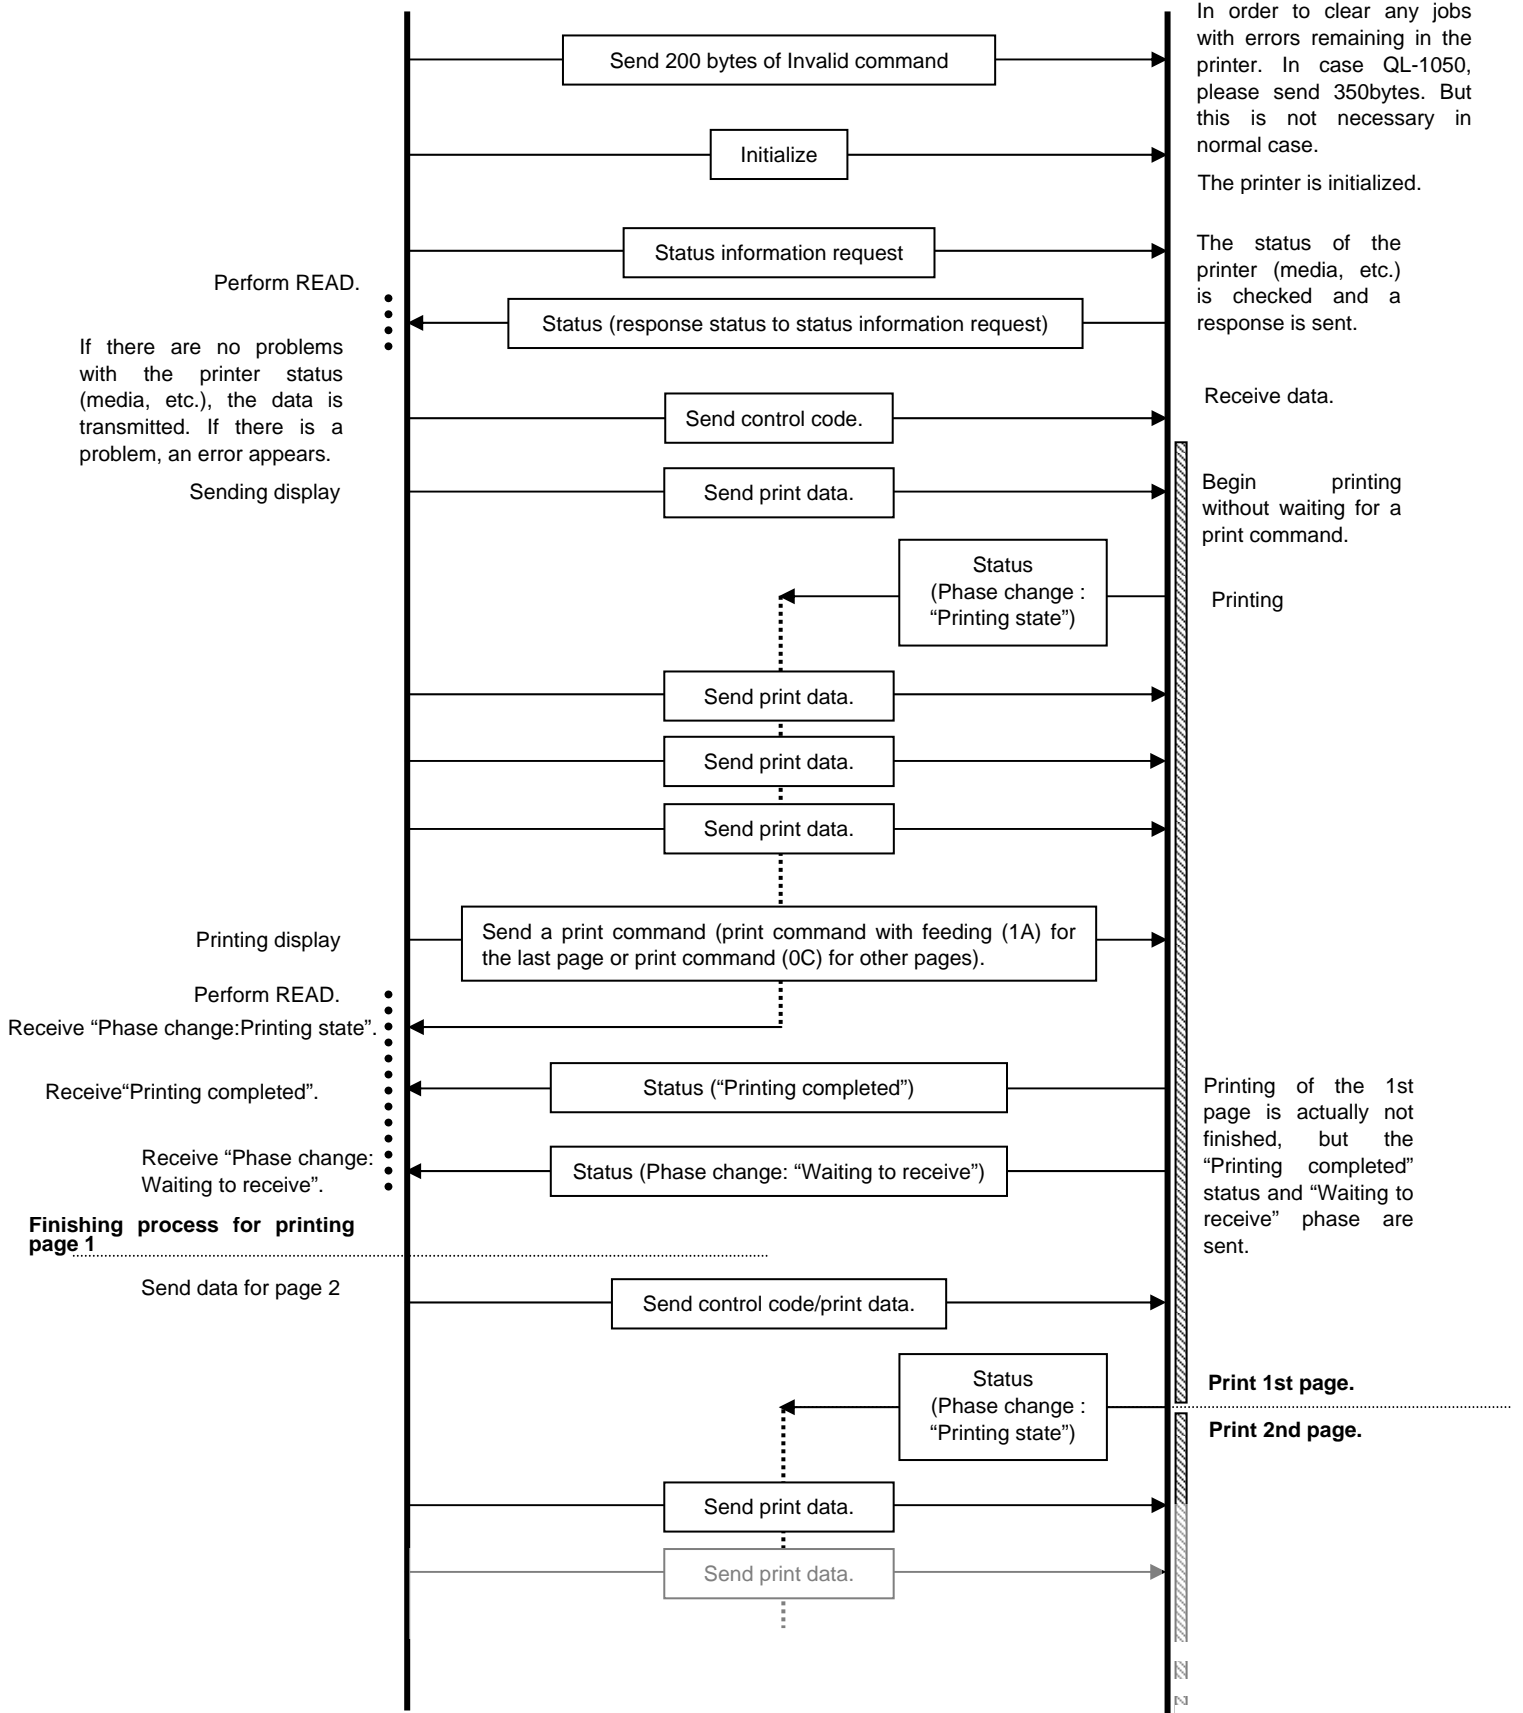 In order to clear any jobs
with errors remaining in the
printer. In case QL-1050,
please send 350bytes. But
this is not necessary in
normal case.
Send 200 bytes of Invalid command
Initialize
The printer is initialized.
Status information request
The status of the
printer (media, etc.)
is checked and a
response is sent.
Perform READ.
Status (response status to status information request)
If there are no problems
with the printer status
(media, etc.), the data is
transmitted. If there is a
problem, an error appears.
Receive data.
Send control code.
Sending display
Send print data.
Begin printing
without waiting for a
print command.
Status
(Phase change :
“Printing state”)
Printing
Send print data.
Send print data.
Send print data.
Printing display
Send a print command (print command with feeding (1A) for
the last page or print command (0C) for other pages).
Perform READ.
Receive “Phase change:Printing state”.
Receive“Printing completed”.
Status (“Printing completed”)
Printing of the 1st
page is actually not
finished, but the
“Printing completed”
status and “Waiting to
receive” phase are
sent.
Receive “Phase change:
Waiting to receive”.
Status (Phase change: “Waiting to receive”)
Finishing process for printing
page 1
Send data for page 2
Send control code/print data.
Status
(Phase change :
“Printing state”)
Print 1st page.
Print 2nd page.
Send print data.
Send print data.